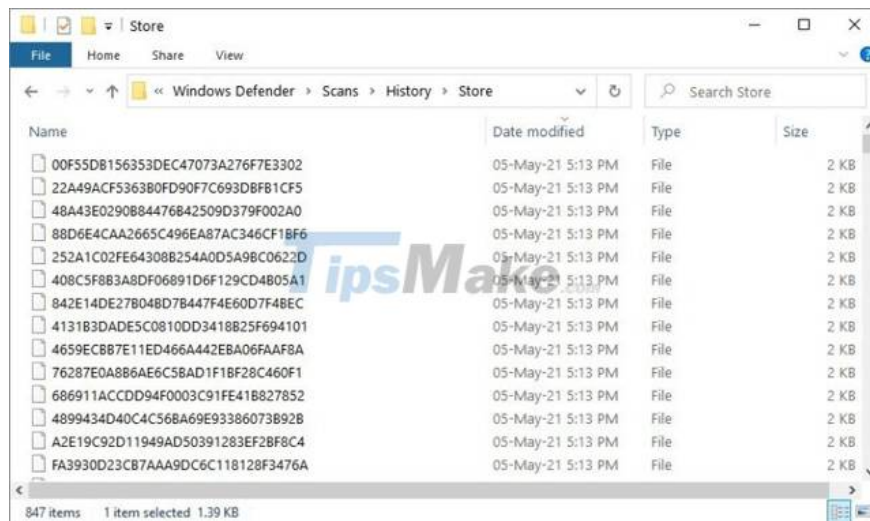 Store
File Home Share View
« Windows Defender > Scans > History > Store Search Store
Name Date modified Type Size
00F55DB156353DEC47073A276F7E3302 05-May-21 5:13 PM File 2 KB
22A49ACF5363B0FD90F7C693DBFB1CF5 05-May-21 5:13 PM File 2 KB
48A43E0290B84476B42509D379F002A0 05-May-21 5:13 PM File 2 KB
88D6E4CAA2665C496EA87AC346CF1BF6 05-May-21 5:13 PM File 2 KB
252A1C02FE64308B254A0D5A9BC0622D 05-May-21 5:13 PM File 2 KB
TipsMake.com
408C5F8B3A8DF06891D6F129CD4B05A1 05-May-21 5:13 PM File 2 KB
842E14DE27B04BD7B447F4E60D7F4BEC 05-May-21 5:13 PM File 2 KB
4131B3DADE5C0810DD3418B25F694101 05-May-21 5:13 PM File 2 KB
4659ECBB7E11ED466A442EBA06FAAF8A 05-May-21 5:13 PM File 2 KB
76287E0A8B6AE6C5BAD1F1BF28C460F1 05-May-21 5:13 PM File 2 KB
686911ACCDD94F0003C91FE41B827852 05-May-21 5:13 PM File 2 KB
4899434D40C4C56BA69E93386073B92B 05-May-21 5:13 PM File 2 KB
A2E19C92D11949AD50391283EF2BF8C4 05-May-21 5:13 PM File 2 KB
FA3930D23CB7AAA9DC6C118128F3476A 05-May-21 5:13 PM File 2 KB
847 items 1 item selected 1.39 KB